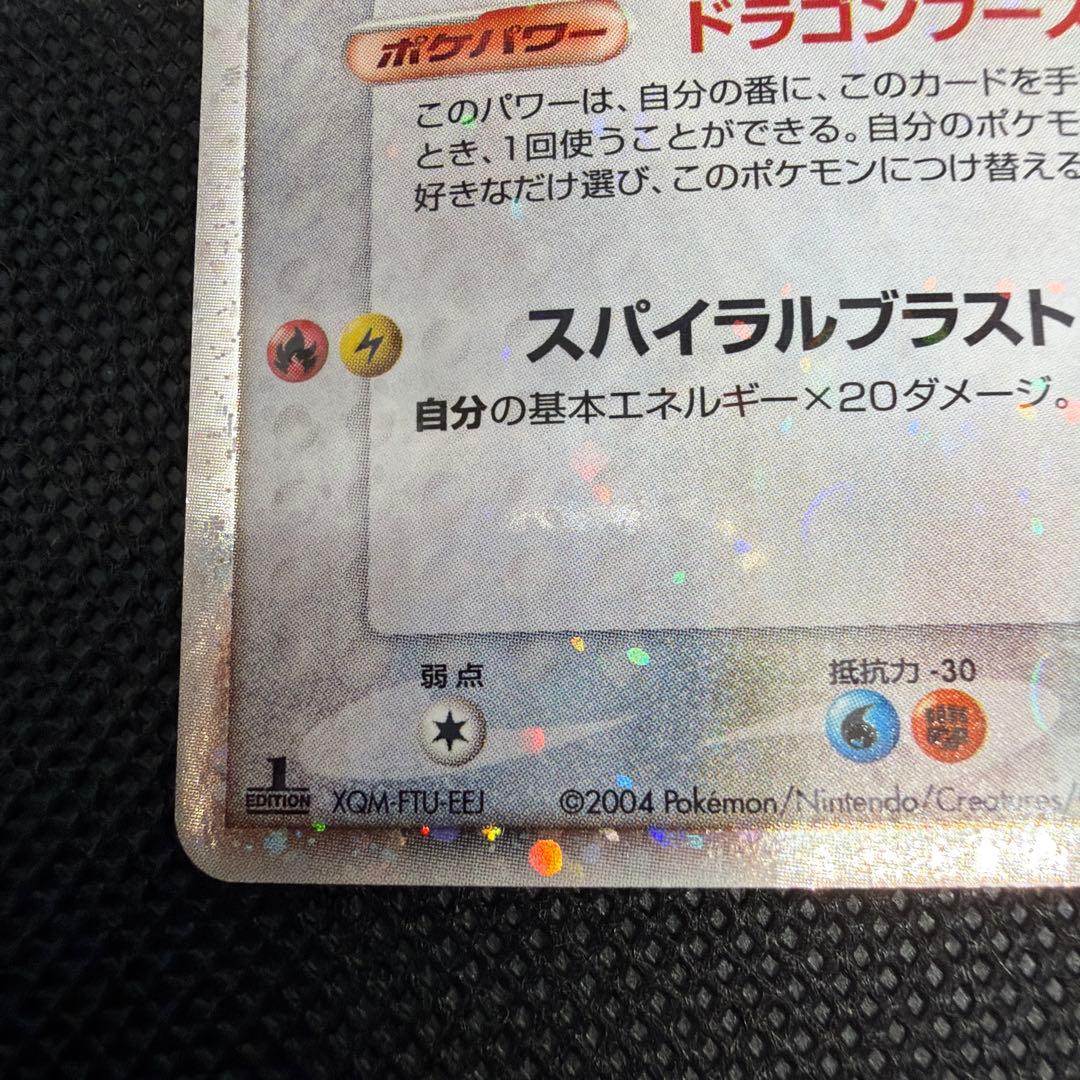 ポケパワー ドラゴンブース
このパワーは、自分の番に、このカードを手
とき、1回使うことができる。自分のポケモ
好きなだけ選び、このポケモンにつけ替える
スパイラルブラスト
自分の基本エネルギー×20ダメージ。
弱点 抵抗力 -30
1
EDITION XQM-FTU-EEJ ©2004 Pokémon/Nintendo/Creatures/